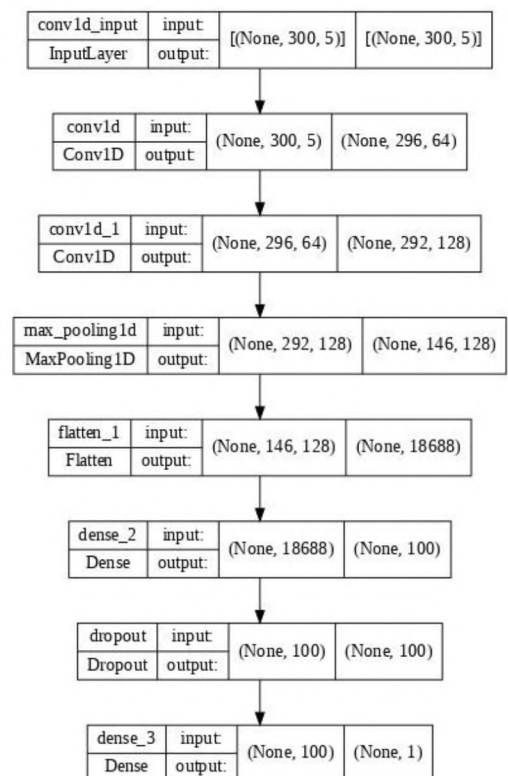 conv1d_input input: [(None, 300, 5)] [(None, 300, 5)]
InputLayer output:
conv1d input: (None, 300, 5) (None, 296, 64)
Conv1D output:
conv1d_1 input: (None, 296, 64) (None, 292, 128)
Conv1D output:
max_pooling1d input: (None, 292, 128) (None, 146, 128)
MaxPooling1D output:
flatten_1 input: (None, 146, 128) (None, 18688)
Flatten output:
dense_2 input: (None, 18688) (None, 100)
Dense output:
dropout input: (None, 100) (None, 100)
Dropout output:
dense_3 input: (None, 100) (None, 1)
Dense output: